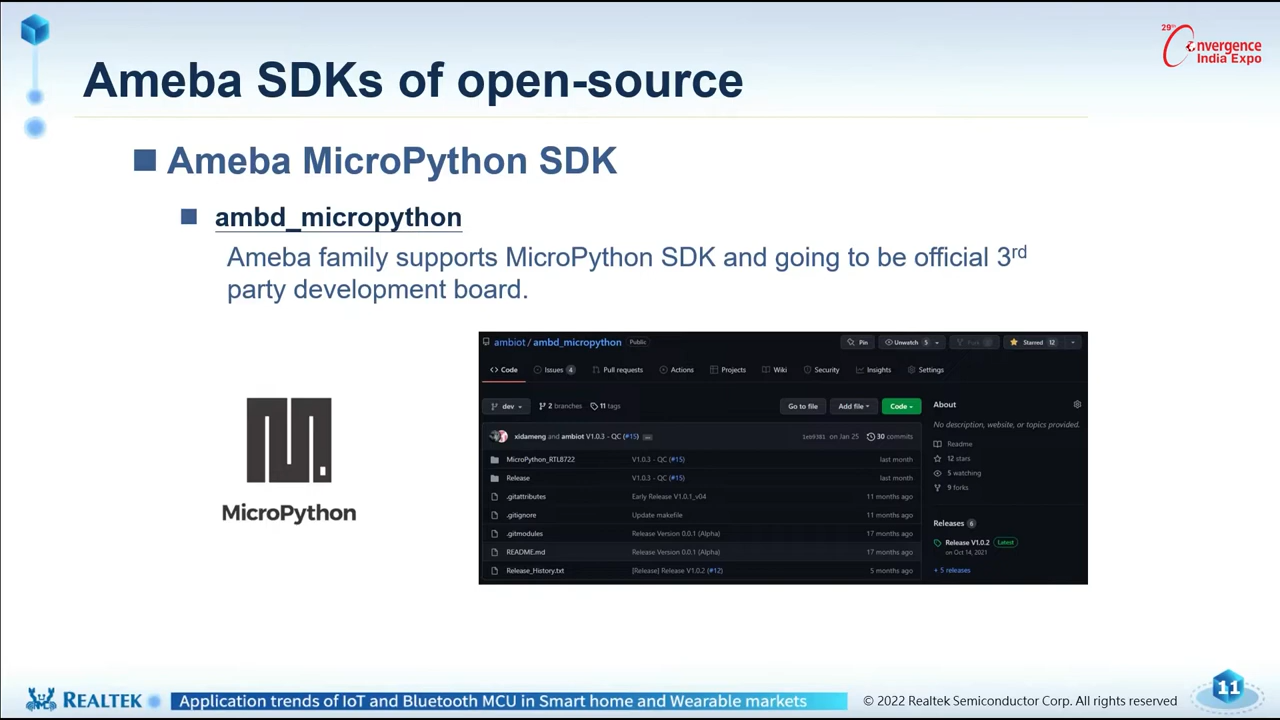 29th
Convergence
India Expo
Ameba SDKs of open-source
Ameba MicroPython SDK
ambd_micropython
Ameba family supports MicroPython SDK and going to be official 3rd
party development board.
MicroPython
ambiot / ambd_micropython Public
Pin Unwatch 5 Fork Starred 12
<> Code Issues 4 Pull requests Actions Projects Wiki Security Insights Settings
dev 2 branches 11 tags Go to file Add file Code
xidameng and ambiot V1.0.3 - QC (#15) ... on Jan 25 30 commits
MicroPython_RTL8722 V1.0.3 - QC (#15) last month
Release V1.0.3 - QC (#15) last month
.gitattributes Early Release V1.0.1_v04 11 months ago
.gitignore Update makefile 11 months ago
.gitmodules Release Version 0.0.1 (Alpha) 17 months ago
README.md Release Version 0.0.1 (Alpha) 17 months ago
Release_History.txt [Release] Release V1.0.2 (#12) 5 months ago
About
No description, website, or topics provided.
Readme
12 stars
5 watching
9 forks
Releases 6
Release V1.0.2 Latest
on Oct 14, 2021
+ 5 releases
REALTEK
Application trends of IoT and Bluetooth MCU in Smart home and Wearable markets
© 2022 Realtek Semiconductor Corp. All rights reserved
11